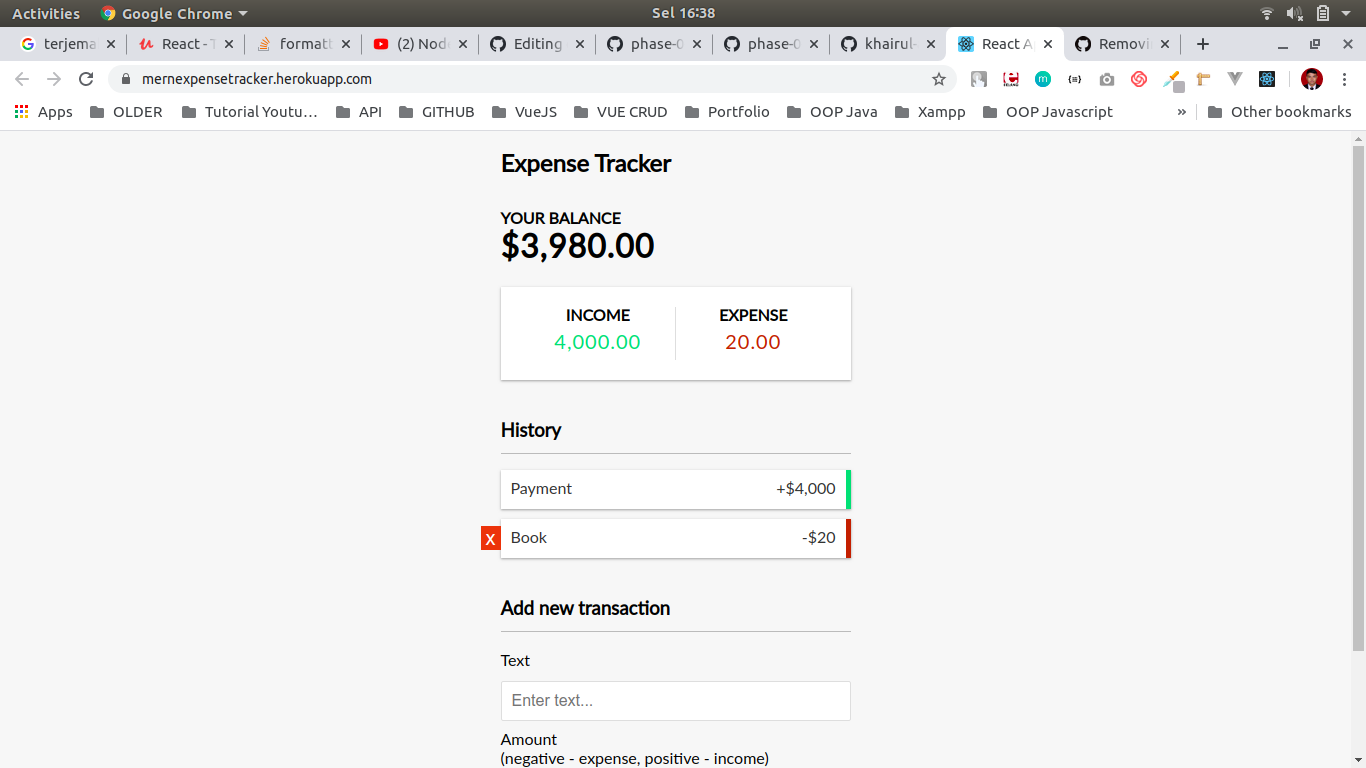 Activities Google Chrome Sel 16:38
terjema React - T formatt (2) Node Editing phase-0 phase-0 khairul- React A Removi
mernexpensetracker.herokuapp.com
Apps OLDER Tutorial Youtu… API GITHUB VueJS VUE CRUD Portfolio OOP Java Xampp OOP Javascript » Other bookmarks
Expense Tracker
YOUR BALANCE
$3,980.00
INCOME EXPENSE
4,000.00 20.00
History
Payment +$4,000
X Book -$20
Add new transaction
Text
Enter text...
Amount
(negative - expense, positive - income)